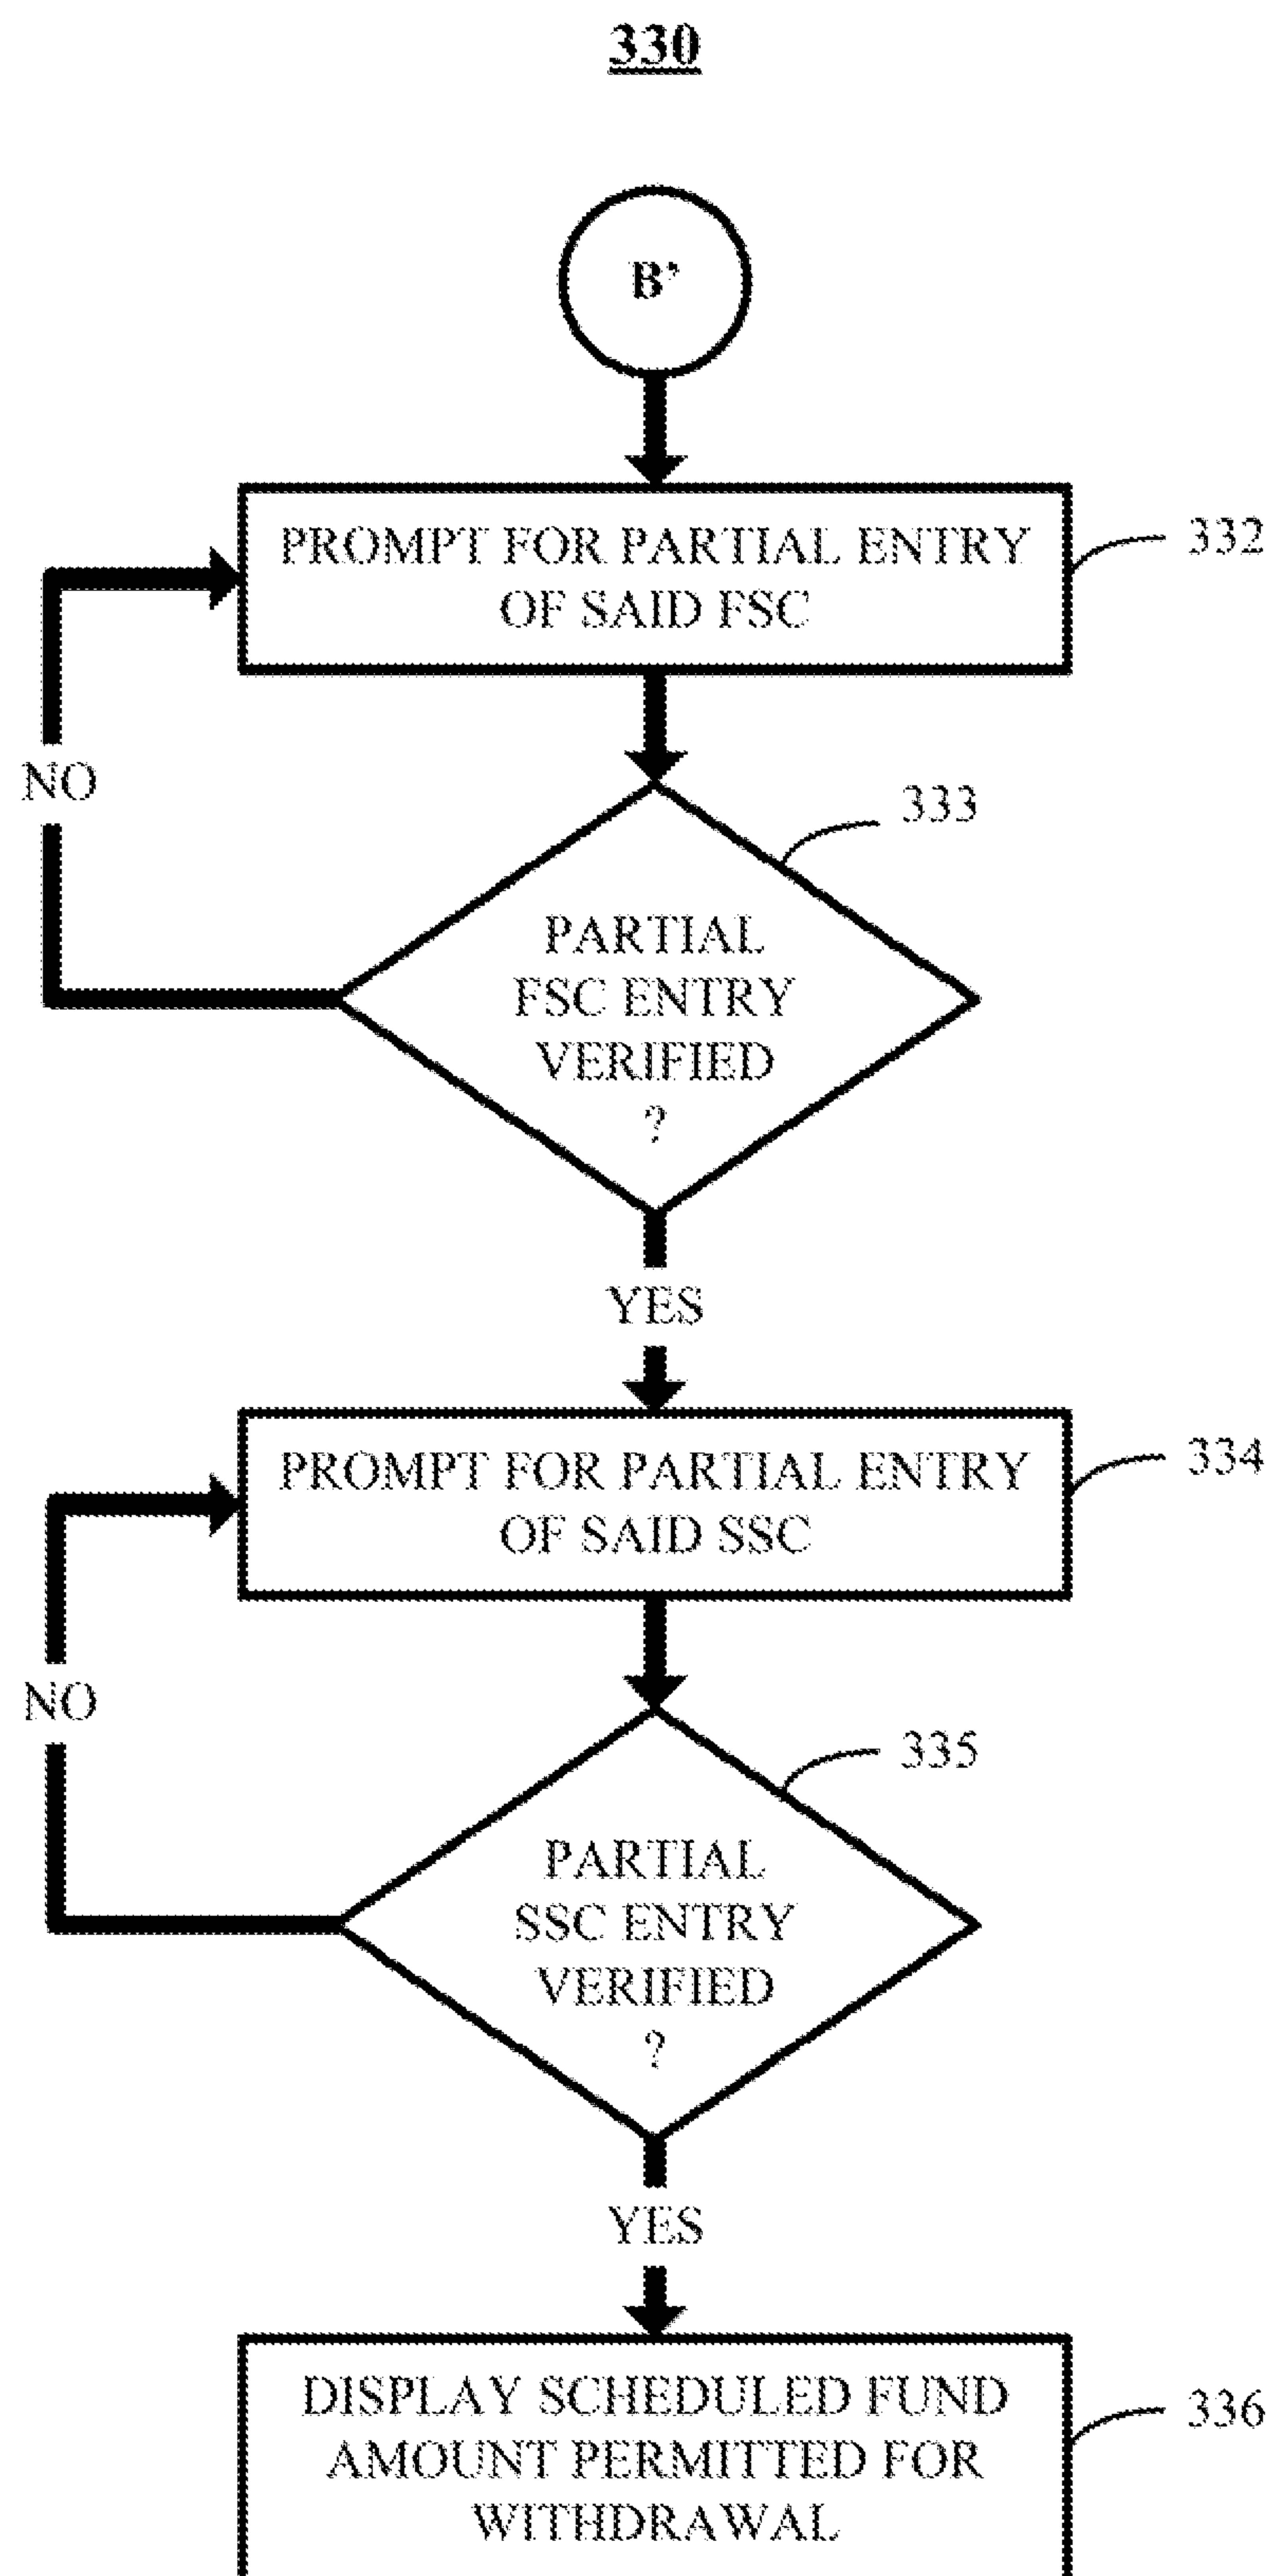 330
B’
PROMPT FOR PARTIAL ENTRY
OF SAID FSC
332
NO
333
PARTIAL
FSC ENTRY
VERIFIED
?
YES
PROMPT FOR PARTIAL ENTRY
OF SAID SSC
334
NO
335
PARTIAL
SSC ENTRY
VERIFIED
?
YES
DISPLAY SCHEDULED FUND
AMOUNT PERMITTED FOR
WITHDRAWAL
336